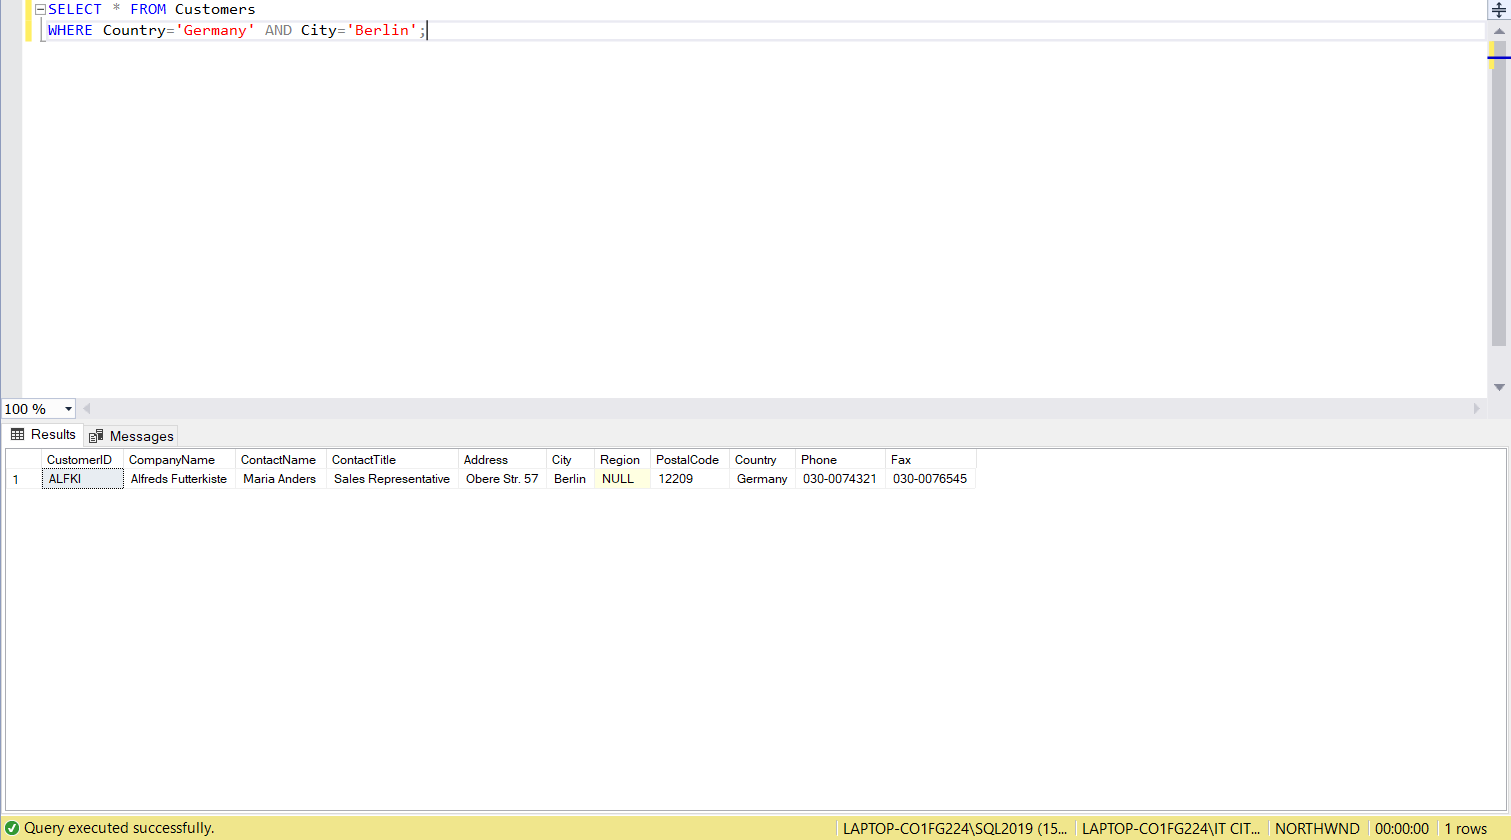 SELECT * FROM Customers
WHERE Country='Germany' AND City='Berlin';
100 %
Results Messages
CustomerID CompanyName ContactName ContactTitle Address City Region PostalCode Country Phone Fax
1 ALFKI Alfreds Futterkiste Maria Anders Sales Representative Obere Str. 57 Berlin NULL 12209 Germany 030-0074321 030-0076545
Query executed successfully. LAPTOP-CO1FG224\SQL2019 (15... LAPTOP-CO1FG224\IT CIT... NORTHWND 00:00:00 1 rows